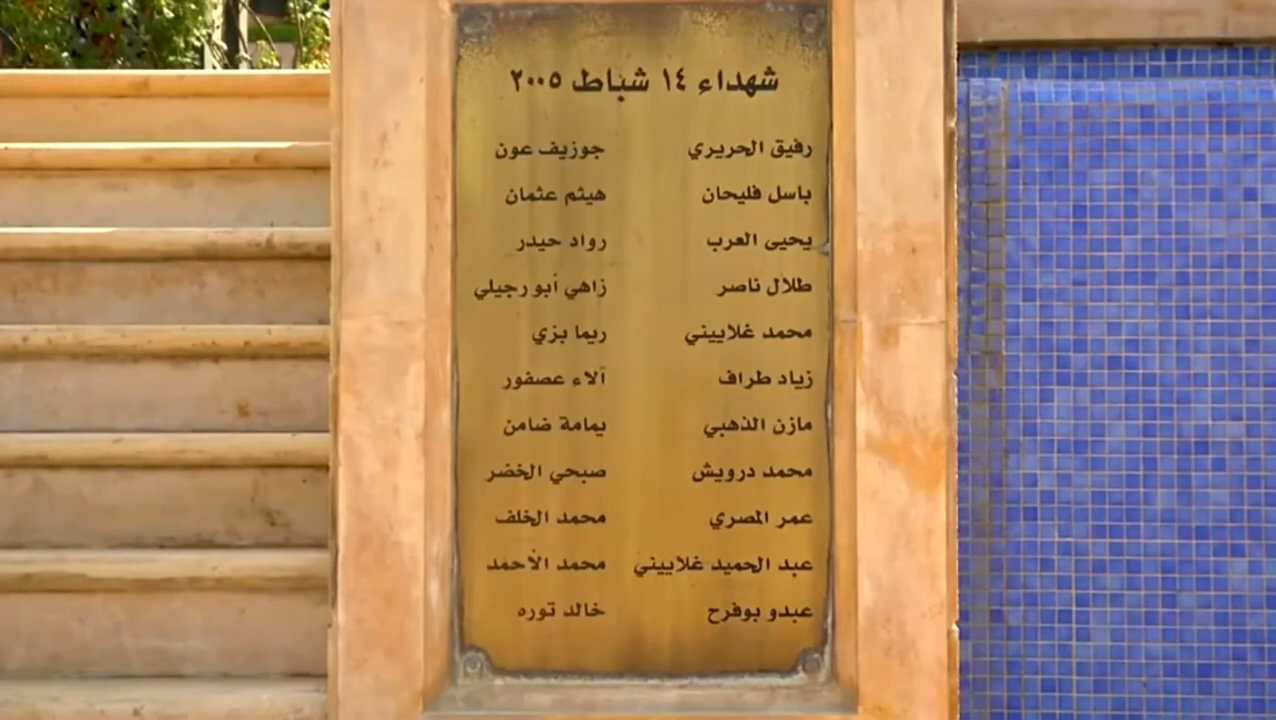 شهداء ١٤ شباط ٢٠٠٥
رفيق الحريري جوزيف عون
باسل فليحان هيثم عثمان
يحيى العرب رواد حيدر
طلال ناصر زاهي أبو رجيلي
محمد غلاييني ريما بزي
زياد طراف آلاء عصفور
مازن الذهبي يمامة ضامن
محمد درويش صبحي الخضر
عمر المصري محمد الخلف
عبد الحميد غلاييني محمد الأحمد
عبدو بوفرح خالد توره